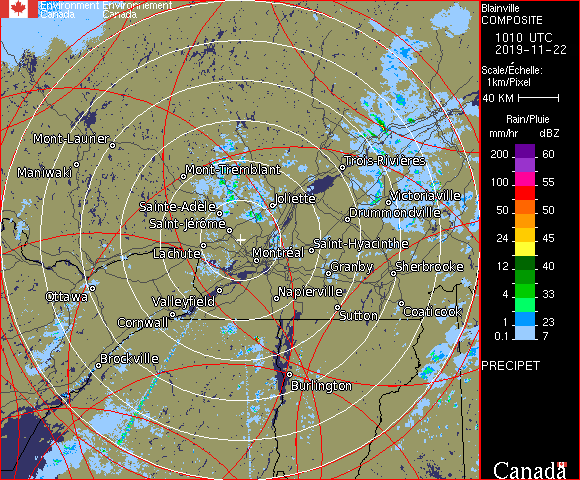 Environment Environnement
Canada Canada
Blainville
COMPOSITE
1010 UTC
2019-11-22
Scale/Échelle:
1km/Pixel
40 KM
Rain/Pluie
mm/hr dBZ
200 60
100 55
50 50
24 45
12 40
4 33
1 23
0.1 7
PRECIPET
Canada
Mont-Laurier
Maniwaki
Mont-Tremblant
Trois-Rivières
Sainte-Adèle
Joliette
Victoriaville
Drummondville
Saint-Jérôme
Lachute
Montréal
Saint-Hyacinthe
Granby
Sherbrooke
Ottawa
Valleyfield
Napierville
Cornwall
Sutton
Coaticook
Brockville
Burlington